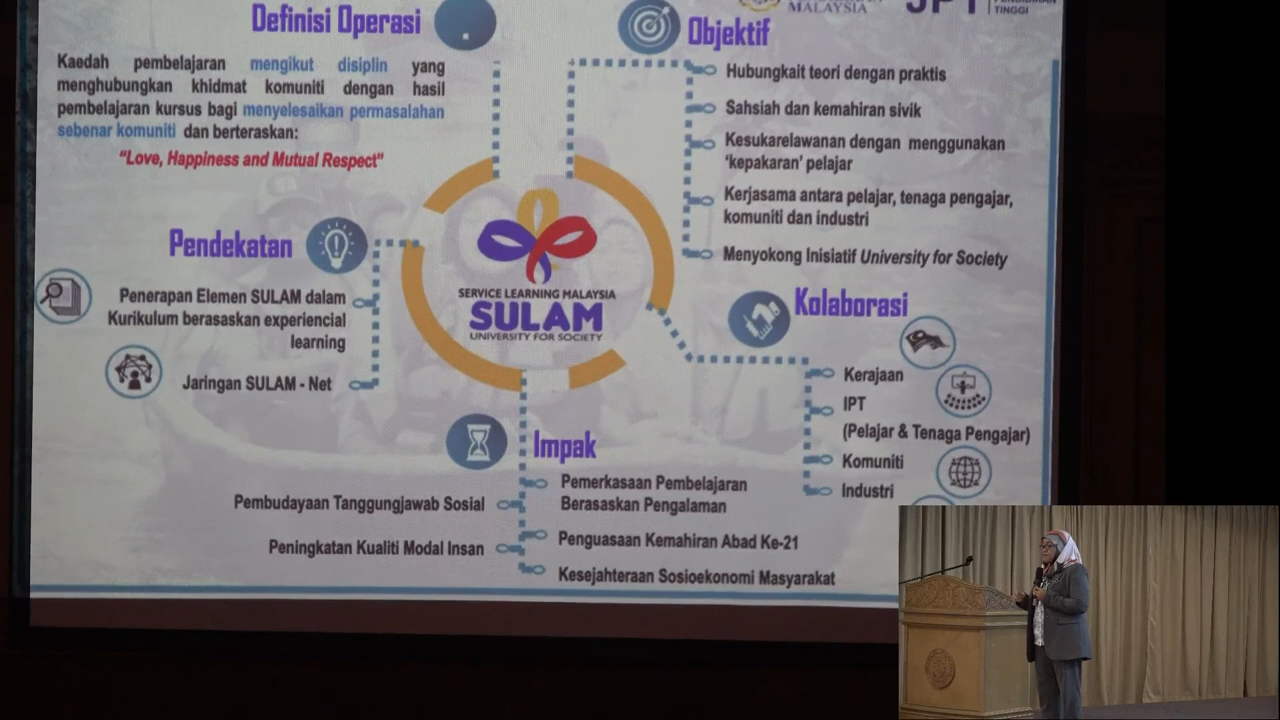 Definisi Operasi
Kaedah pembelajaran mengikut disiplin yang
menghubungkan khidmat komuniti dengan hasil
pembelajaran kursus bagi menyelesaikan permasalahan
sebenar komuniti dan berteraskan:
“Love, Happiness and Mutual Respect”
Pendekatan
Penerapan Elemen SULAM dalam
Kurikulum berasaskan experiencial
learning
Jaringan SULAM - Net
SERVICE LEARNING MALAYSIA
SULAM
UNIVERSITY FOR SOCIETY
MALAYSIA
JPT
TINGGI
Objektif
Hubungkait teori dengan praktis
Sahsiah dan kemahiran sivik
Kesukarelawanan dengan menggunakan
‘kepakaran’ pelajar
Kerjasama antara pelajar, tenaga pengajar,
komuniti dan industri
Menyokong Inisiatif University for Society
Kolaborasi
Kerajaan
IPT
(Pelajar & Tenaga Pengajar)
Komuniti
Industri
Impak
Pembudayaan Tanggungjawab Sosial
Peningkatan Kualiti Modal Insan
Pemerkasaan Pembelajaran
Berasaskan Pengalaman
Penguasaan Kemahiran Abad Ke-21
Kesejahteraan Sosioekonomi Masyarakat